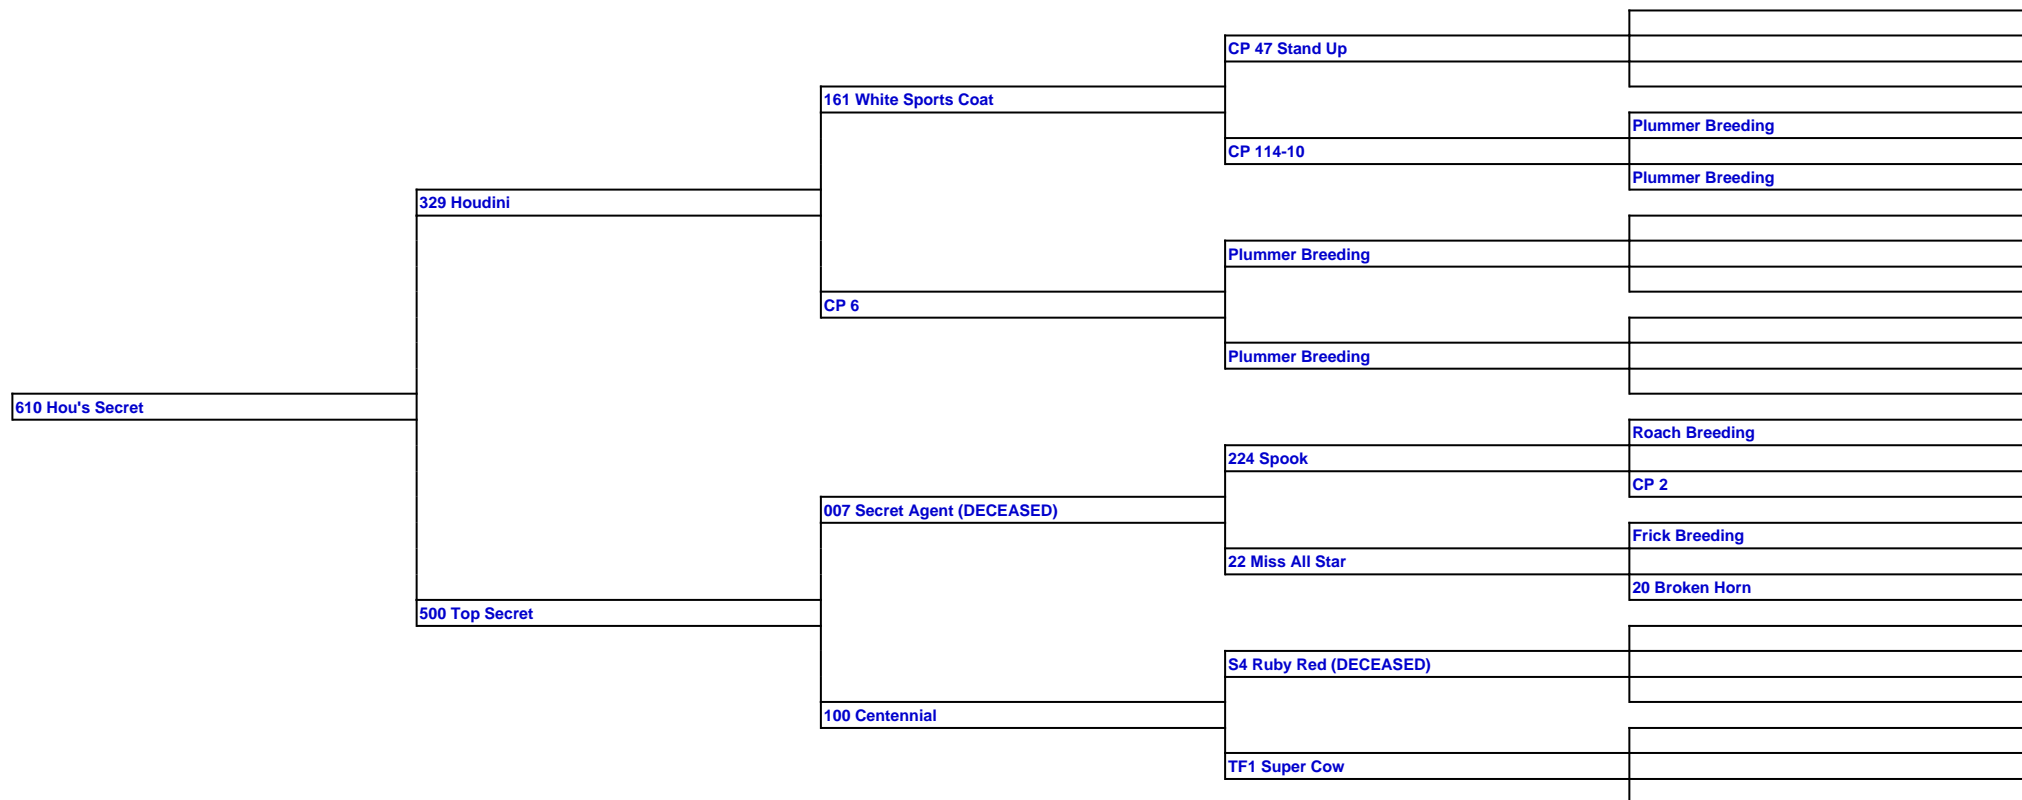 CP 47 Stand Up
161 White Sports Coat
Plummer Breeding
CP 114-10
Plummer Breeding
329 Houdini
Plummer Breeding
CP 6
Plummer Breeding
610 Hou's Secret
Roach Breeding
224 Spook
CP 2
007 Secret Agent (DECEASED)
Frick Breeding
22 Miss All Star
20 Broken Horn
500 Top Secret
S4 Ruby Red (DECEASED)
100 Centennial
TF1 Super Cow